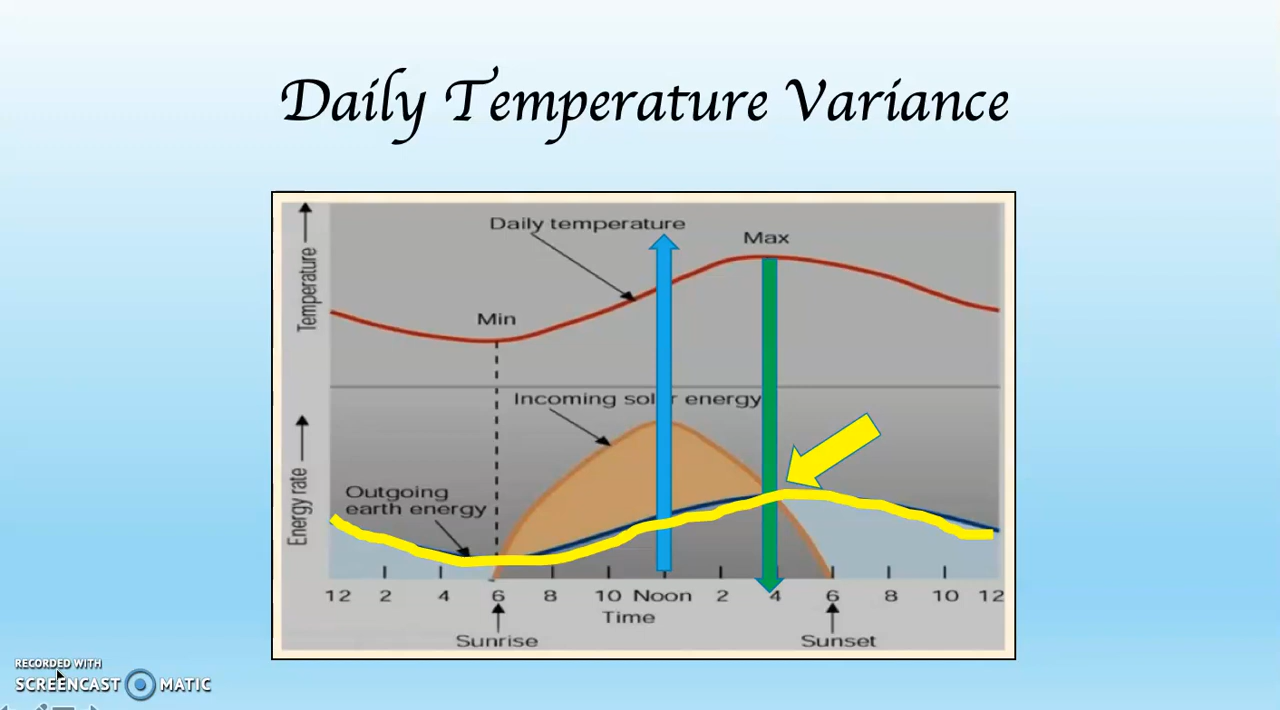 Daily Temperature Variance
Daily temperature
Max
Temperature
Min
Incoming solar energy
Outgoing
earth energy
Energy rate
12 2 4 6 8 10 Noon 2 4 6 8 10 12
Time
Sunrise
Sunset
RECORDED WITH
SCREENCAST MATIC